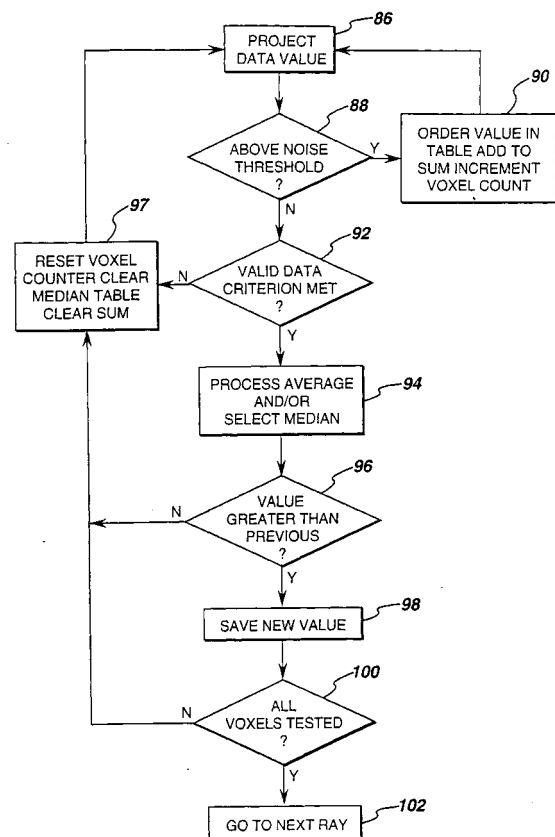 86
PROJECT
DATA VALUE
88
ABOVE NOISE
THRESHOLD
?
Y
N
90
ORDER VALUE IN
TABLE ADD TO
SUM INCREMENT
VOXEL COUNT
92
VALID DATA
CRITERION MET
?
N
Y
97
RESET VOXEL
COUNTER CLEAR
MEDIAN TABLE
CLEAR SUM
94
PROCESS AVERAGE
AND/OR
SELECT MEDIAN
96
VALUE
GREATER THAN
PREVIOUS
?
N
Y
98
SAVE NEW VALUE
100
ALL
VOXELS TESTED
?
N
Y
GO TO NEXT RAY
102